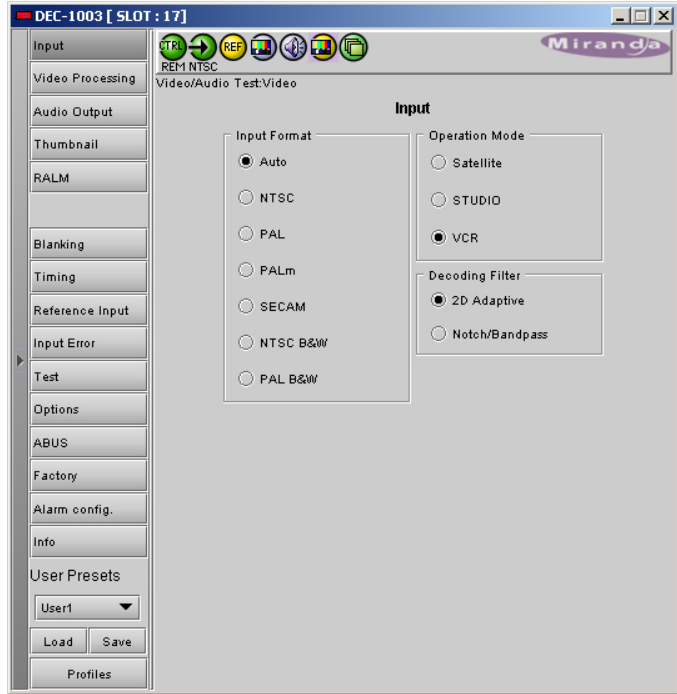 DEC-1003 [ SLOT : 17]
Input
Video Processing
Audio Output
Thumbnail
RALM
Blanking
Timing
Reference Input
Input Error
Test
Options
ABUS
Factory
Alarm config.
Info
User Presets
User1
Load Save
Profiles
CTRL REF
REM NTSC
Miranda
Video/Audio Test:Video
Input
Input Format
Auto
NTSC
PAL
PALm
SECAM
NTSC B&W
PAL B&W
Operation Mode
Satellite
STUDIO
VCR
Decoding Filter
2D Adaptive
Notch/Bandpass